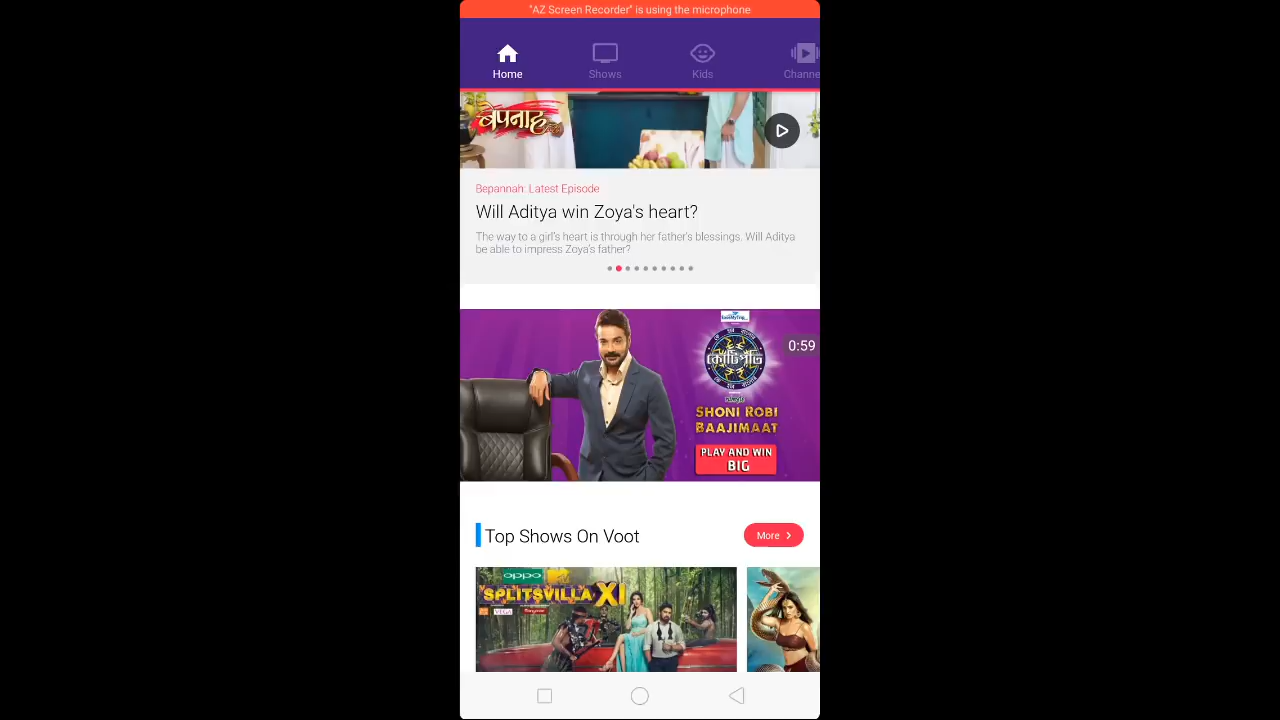 "AZ Screen Recorder" is using the microphone
Home
Shows
Kids
Channe
बेपनाह
Bepannah: Latest Episode
Will Aditya win Zoya's heart?
The way to a girl's heart is through her father's blessings. Will Aditya
be able to impress Zoya's father?
EaseMyTrip
কোটিপতি
0:59
SHONI ROBI
BAAJIMAAT
PLAY AND WIN
BIG
Top Shows On Voot
More
oppo
SPLITSVILLA XI